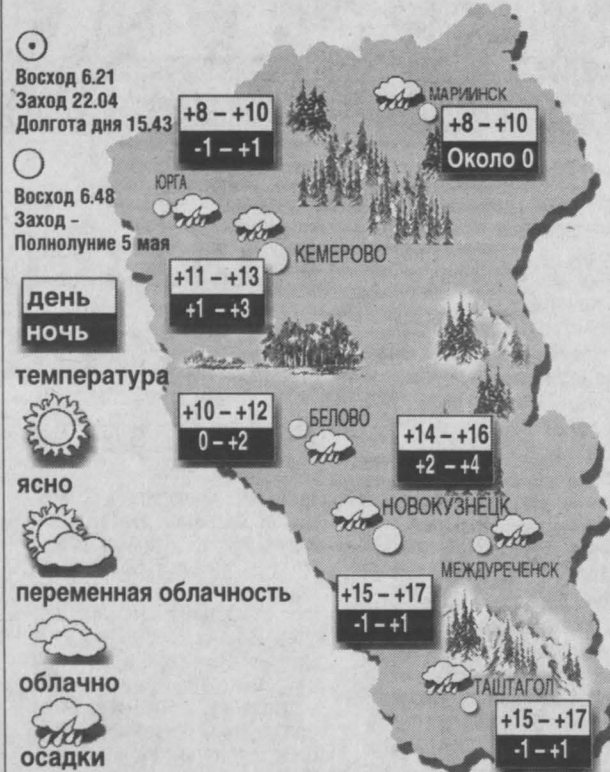 Восход 6.21
Заход 22.04
Долгота дня 15.43
Восход 6.48
Заход –
Полнолуние 5 мая
день
ночь
температура
ясно
переменная облачность
облачно
осадки
+8 – +10
-1 – +1
ЮРГА
МАРИИНСК
+8 – +10
Около 0
КЕМЕРОВО
+11 – +13
+1 – +3
+10 – +12
0 – +2
БЕЛОВО
+14 – +16
+2 – +4
НОВОКУЗНЕЦК
МЕЖДУРЕЧЕНСК
+15 – +17
-1 – +1
ТАШТАГОЛ
+15 – +17
-1 – +1